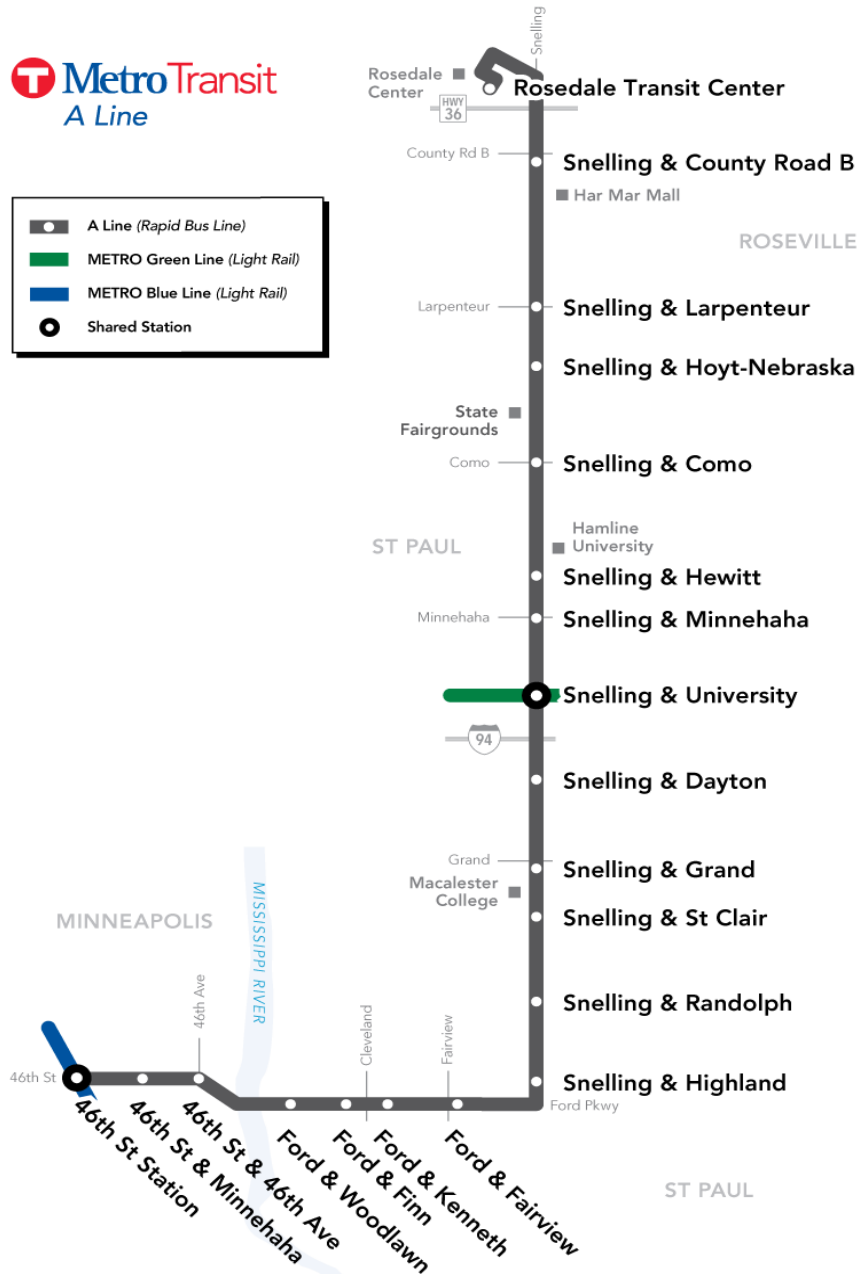 T Metro Transit
A Line
A Line (Rapid Bus Line)
METRO Green Line (Light Rail)
METRO Blue Line (Light Rail)
Shared Station
Snelling
Rosedale
Center
Rosedale Transit Center
HWY
36
County Rd B
Snelling & County Road B
Har Mar Mall
ROSEVILLE
Larpenteur
Snelling & Larpenteur
Snelling & Hoyt-Nebraska
State
Fairgrounds
Como
Snelling & Como
ST PAUL
Hamline
University
Snelling & Hewitt
Minnehaha
Snelling & Minnehaha
Snelling & University
94
Snelling & Dayton
Grand
Snelling & Grand
Macalester
College
Snelling & St Clair
MINNEAPOLIS
MISSISSIPPI RIVER
Snelling & Randolph
46th Ave
Cleveland
Fairview
46th St
Snelling & Highland
Ford Pkwy
46th St Station
46th St & Minnehaha
46th St & 46th Ave
Ford & Woodlawn
Ford & Finn
Ford & Kenneth
Ford & Fairview
ST PAUL